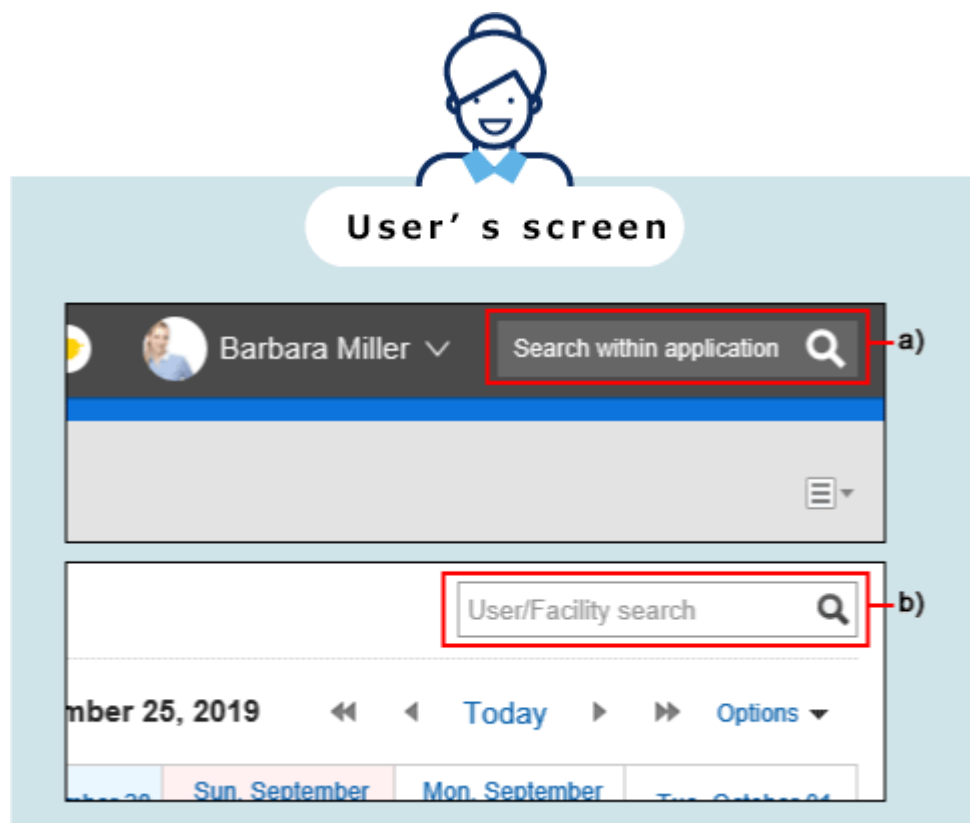 User's screen
Barbara Miller
Search within application
a)
User/Facility search
b)
mber 25, 2019 Today Options
Sun, September Mon, September